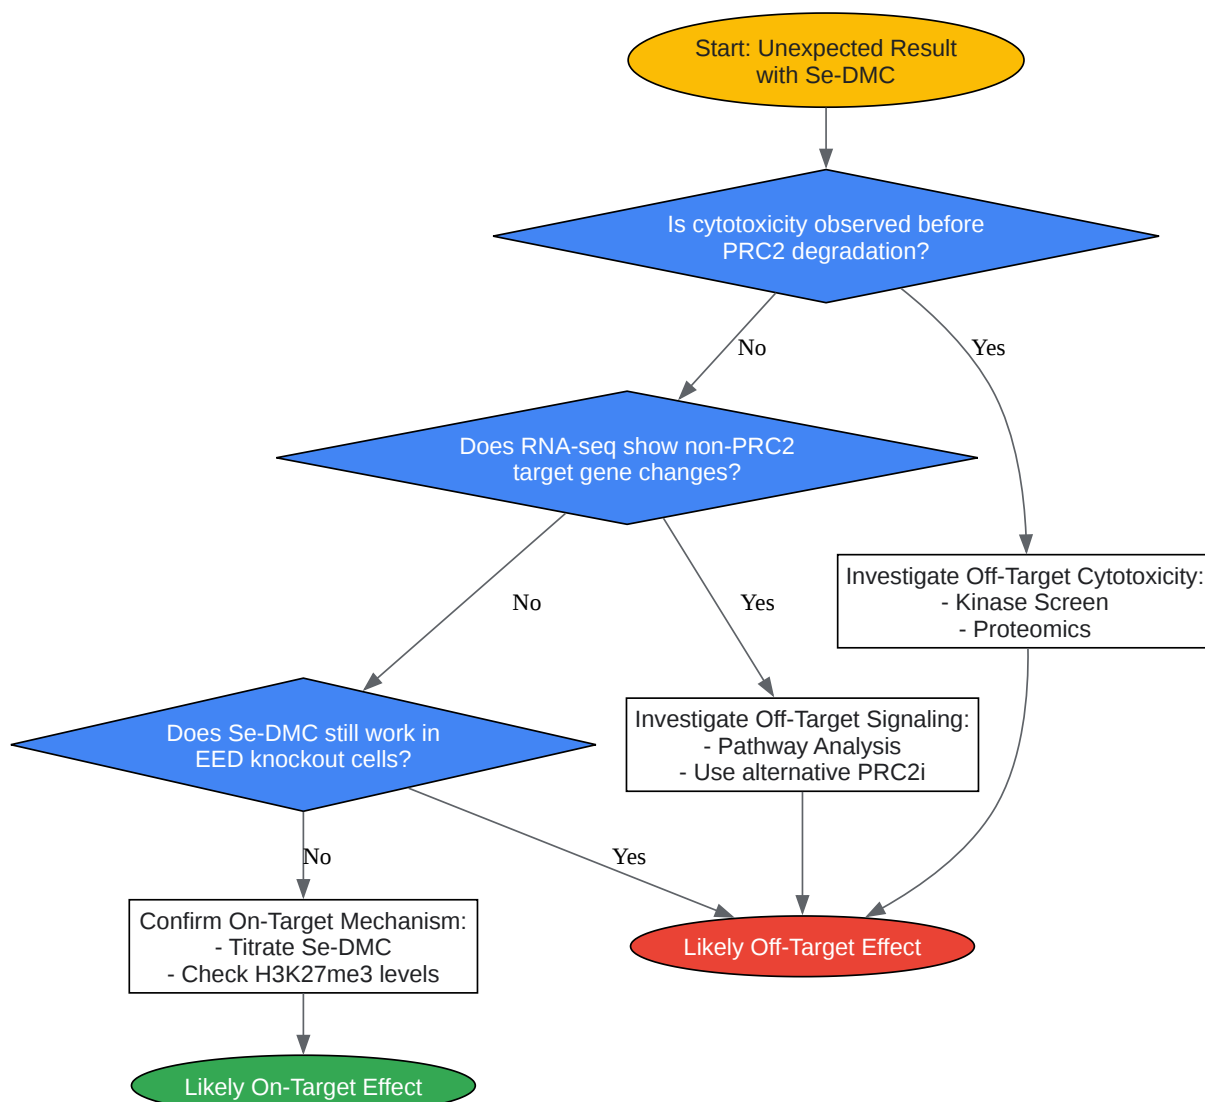 Start: Unexpected Result
with Se-DMC
Is cytotoxicity observed before
PRC2 degradation?
No
Yes
Does RNA-seq show non-PRC2
target gene changes?
No
Yes
Investigate Off-Target Cytotoxicity:
- Kinase Screen
- Proteomics
Does Se-DMC still work in
EED knockout cells?
Investigate Off-Target Signaling:
- Pathway Analysis
- Use alternative PRC2i
No
Yes
Confirm On-Target Mechanism:
- Titrate Se-DMC
- Check H3K27me3 levels
Likely Off-Target Effect
Likely On-Target Effect